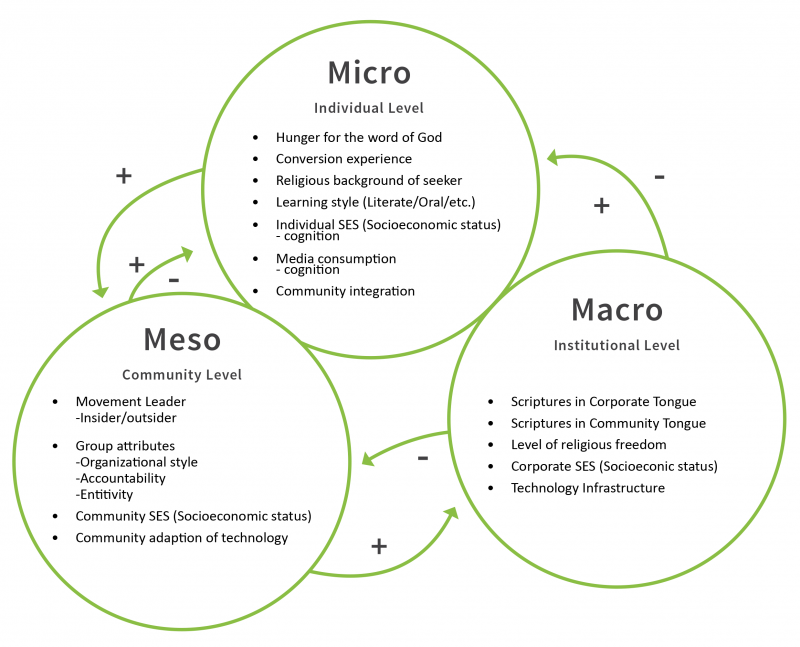 Micro
Individual Level
• Hunger for the word of God
• Conversion experience
• Religious background of seeker
• Learning style (Literate/Oral/etc.)
• Individual SES (Socioeconomic status)
- cognition
• Media consumption
- cognition
• Community integration
+
+
-
-
+
Meso
Community Level
• Movement Leader
-Insider/outsider
• Group attributes
-Organizational style
-Accountability
-Entitivity
• Community SES (Socioeconomic status)
• Community adaption of technology
Macro
Institutional Level
• Scriptures in Corporate Tongue
• Scriptures in Community Tongue
• Level of religious freedom
• Corporate SES (Socioeconic status)
• Technology Infrastructure
-
+